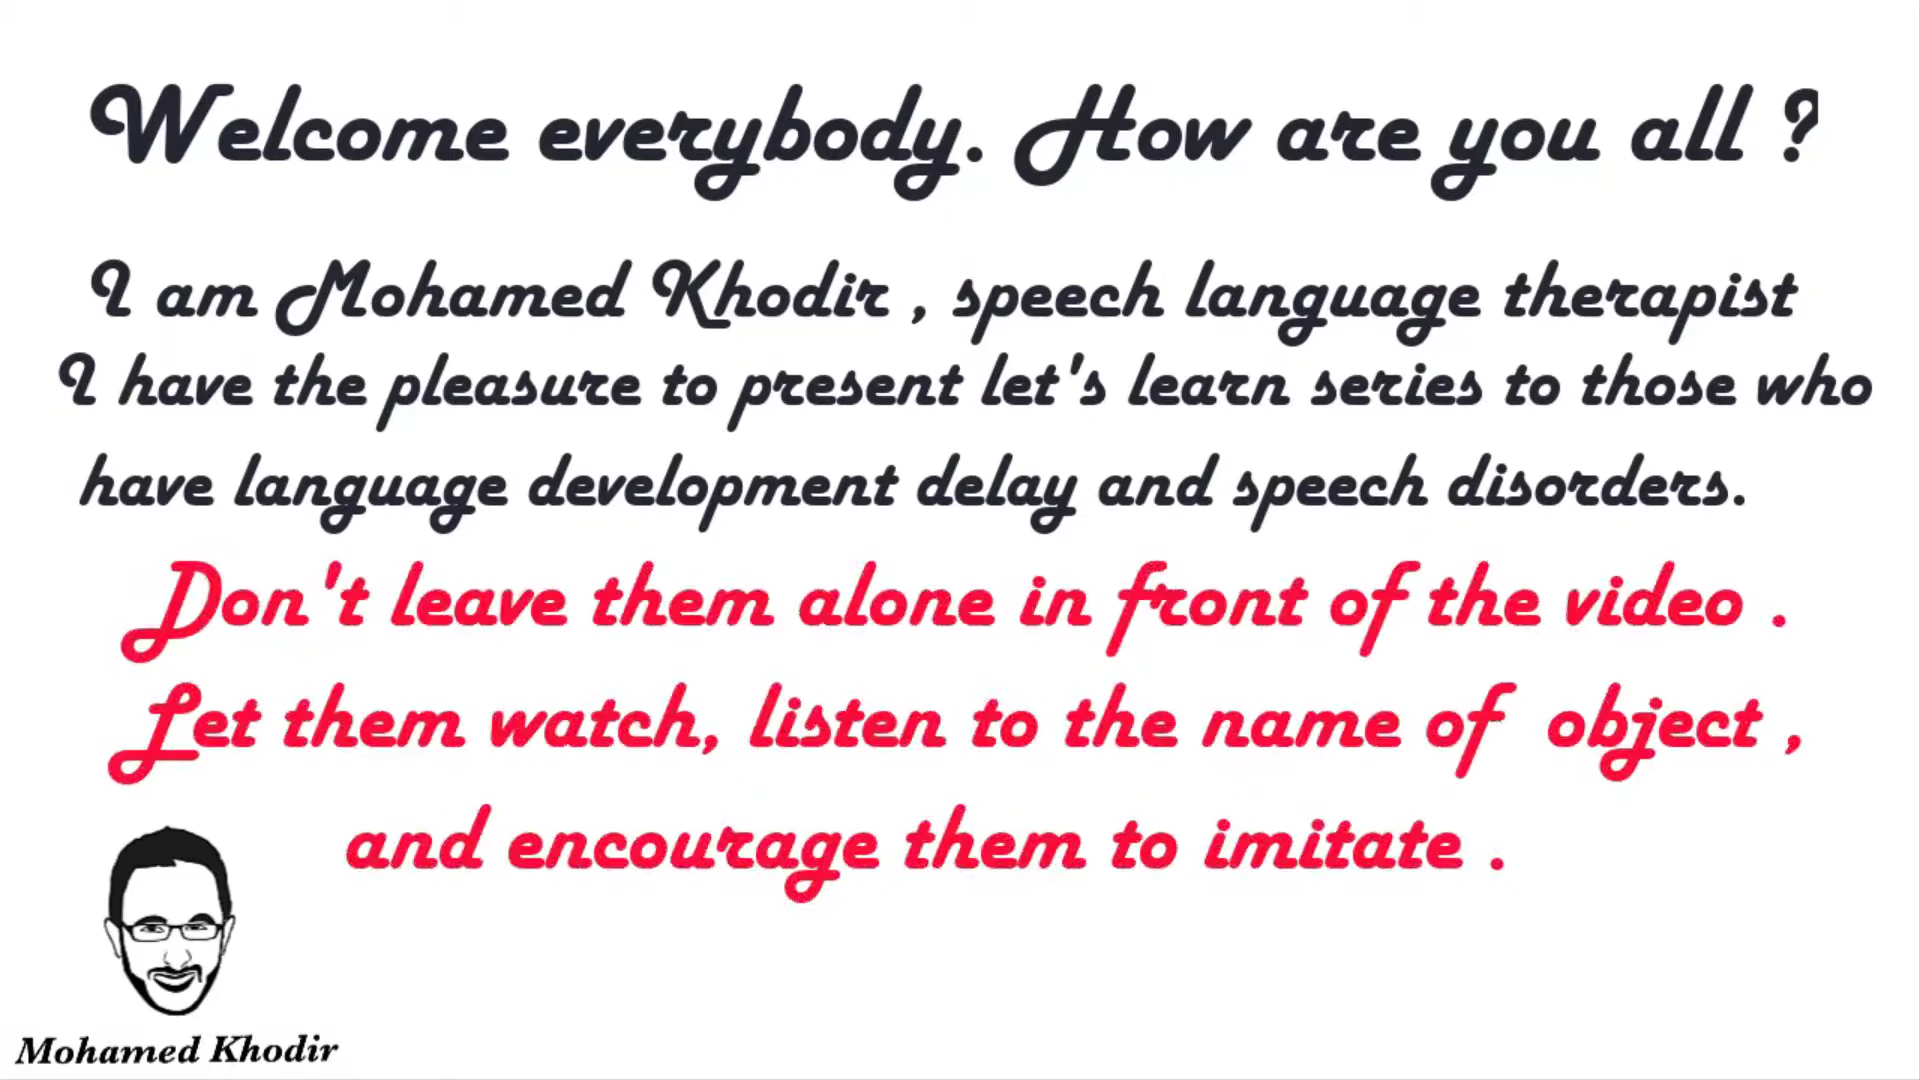 Welcome everybody. How are you all ?
I am Mohamed Khodir , speech language therapist
I have the pleasure to present let's learn series to those who
have language development delay and speech disorders.
Don't leave them alone in front of the video .
Let them watch, listen to the name of object ,
and encourage them to imitate .
Mohamed Khodir